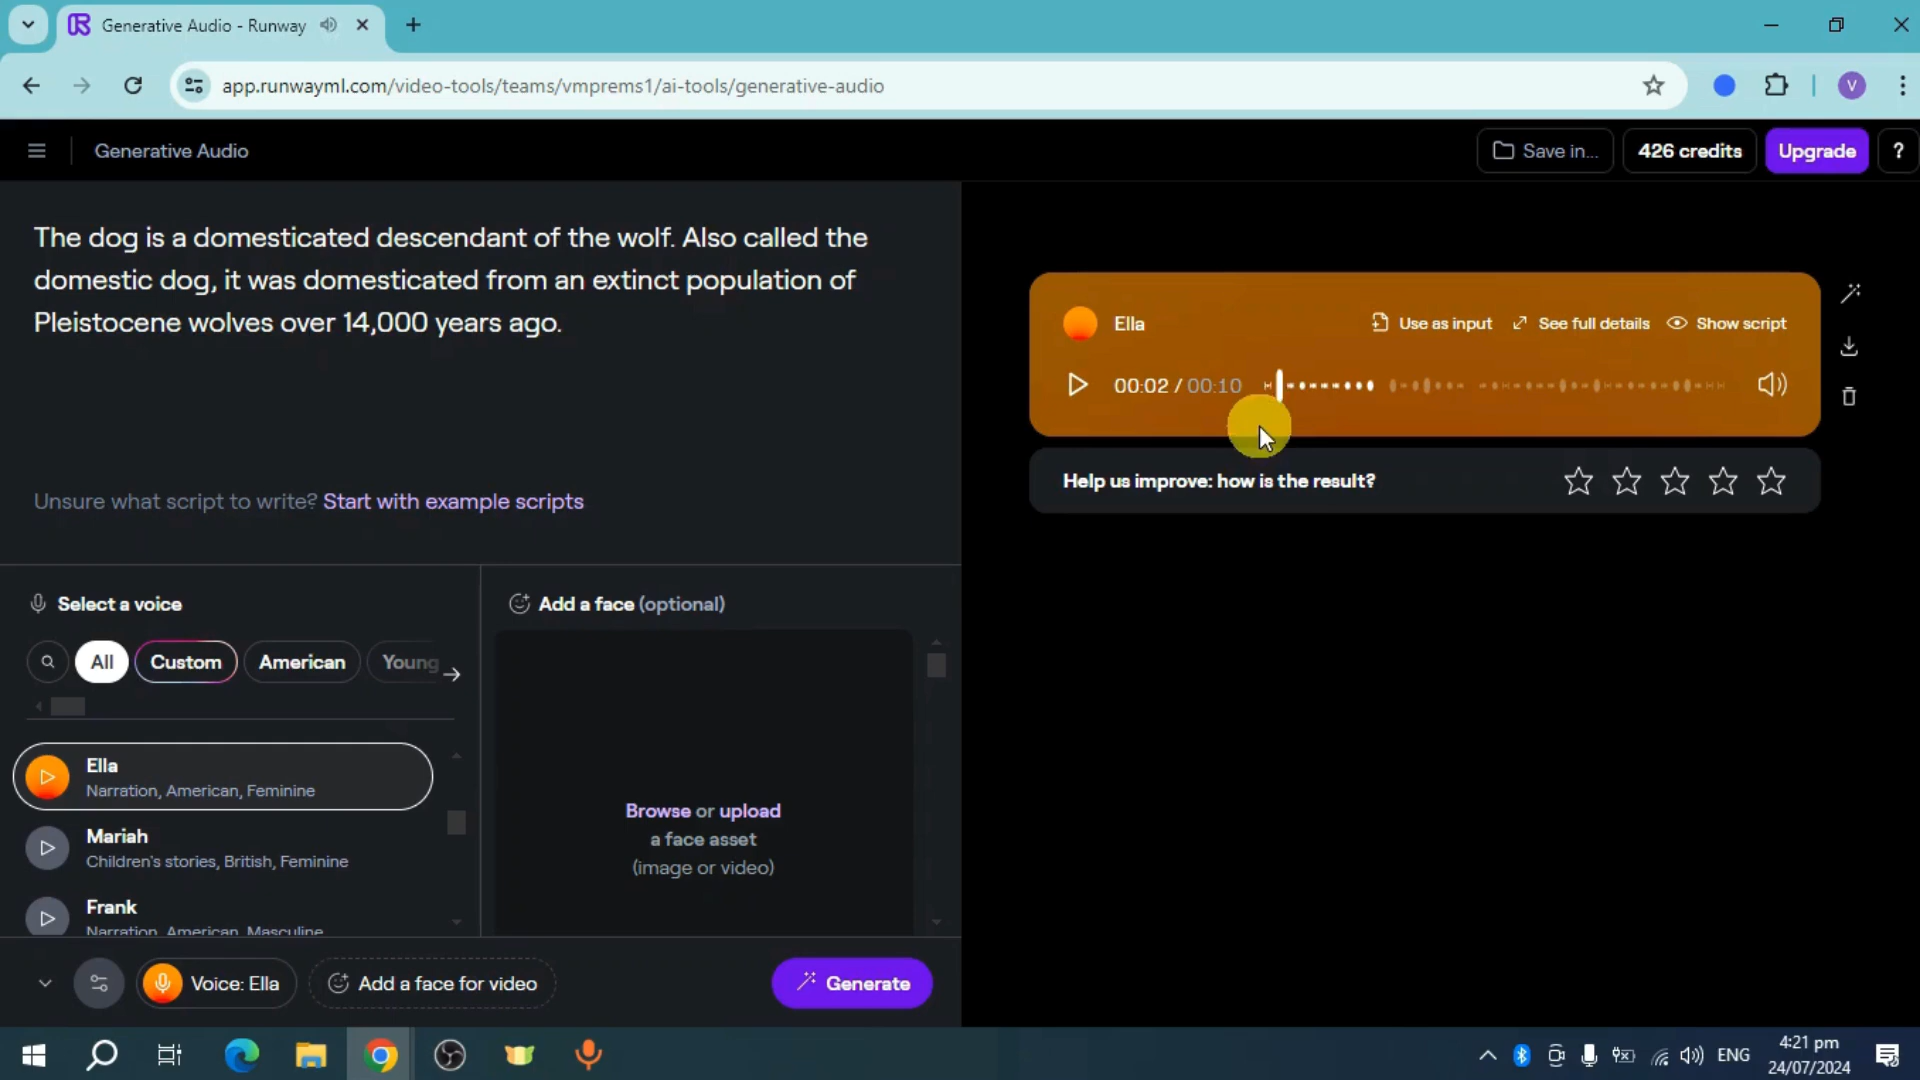 Generative Audio - Runway
app.runwayml.com/video-tools/teams/vmprems1/ai-tools/generative-audio
V
Generative Audio
Save in...
426 credits
Upgrade
?
The dog is a domesticated descendant of the wolf. Also called the
domestic dog, it was domesticated from an extinct population of
Pleistocene wolves over 14,000 years ago.
Unsure what script to write? Start with example scripts
Ella
Use as input
See full details
Show script
00:02 / 00:10
Help us improve: how is the result?
Select a voice
All
Custom
American
Young
Ella
Narration, American, Feminine
Mariah
Children's stories, British, Feminine
Frank
Narration, American, Masculine
Add a face (optional)
Browse or upload
a face asset
(image or video)
Voice: Ella
Add a face for video
Generate
ENG
4:21 pm
24/07/2024